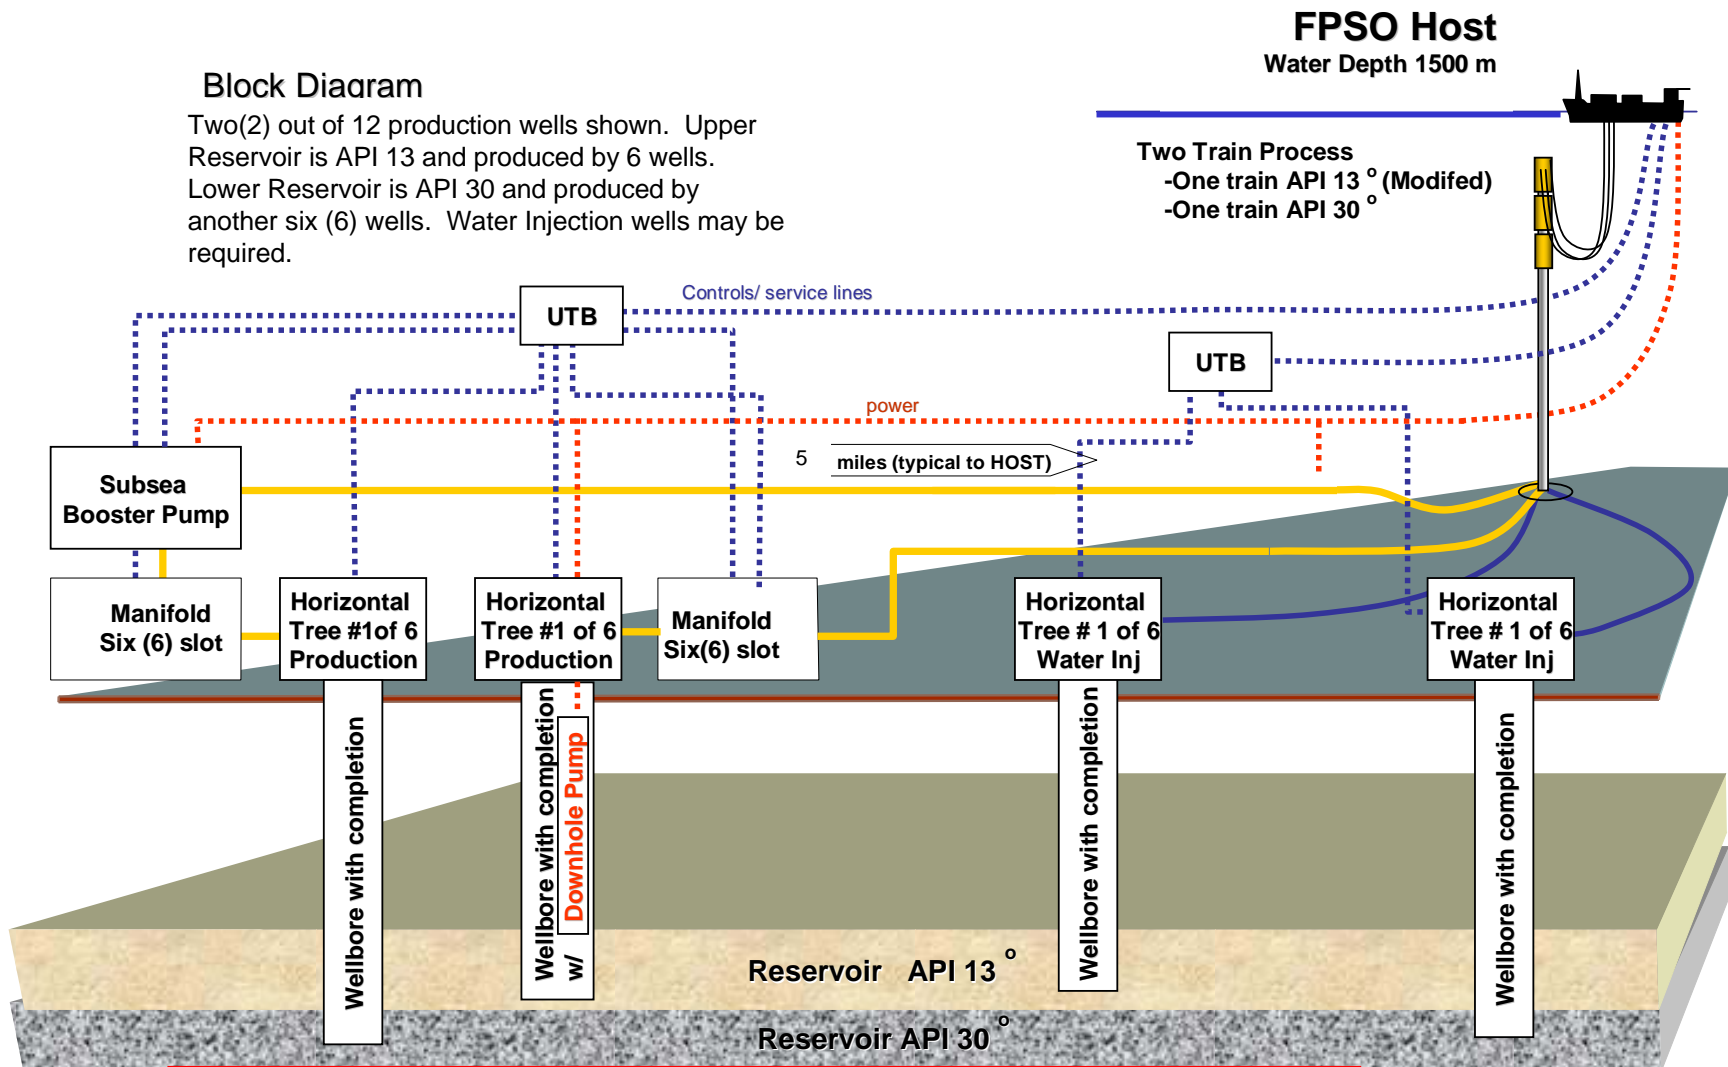 FPSO Host
Water Depth 1500 m
Block Diagram
Two(2) out of 12 production wells shown. Upper
Reservoir is API 13 and produced by 6 wells.
Lower Reservoir is API 30 and produced by
another six (6) wells. Water Injection wells may be
required.
Two Train Process
-One train API 13 o (Modifed)
-One train API 30 o
Controls/ service lines
UTB
UTB
power
5 miles (typical to HOST)
Subsea
Booster Pump
Manifold
Six (6) slot
Horizontal
Tree #1of 6
Production
Horizontal
Tree #1 of 6
Production
Manifold
Six(6) slot
Horizontal
Tree # 1 of 6
Water Inj
Horizontal
Tree # 1 of 6
Water Inj
Wellbore with completion
Wellbore with completion
w/ Downhole Pump
Wellbore with completion
Wellbore with completion
Reservoir API 13 o
Reservoir API 30 o